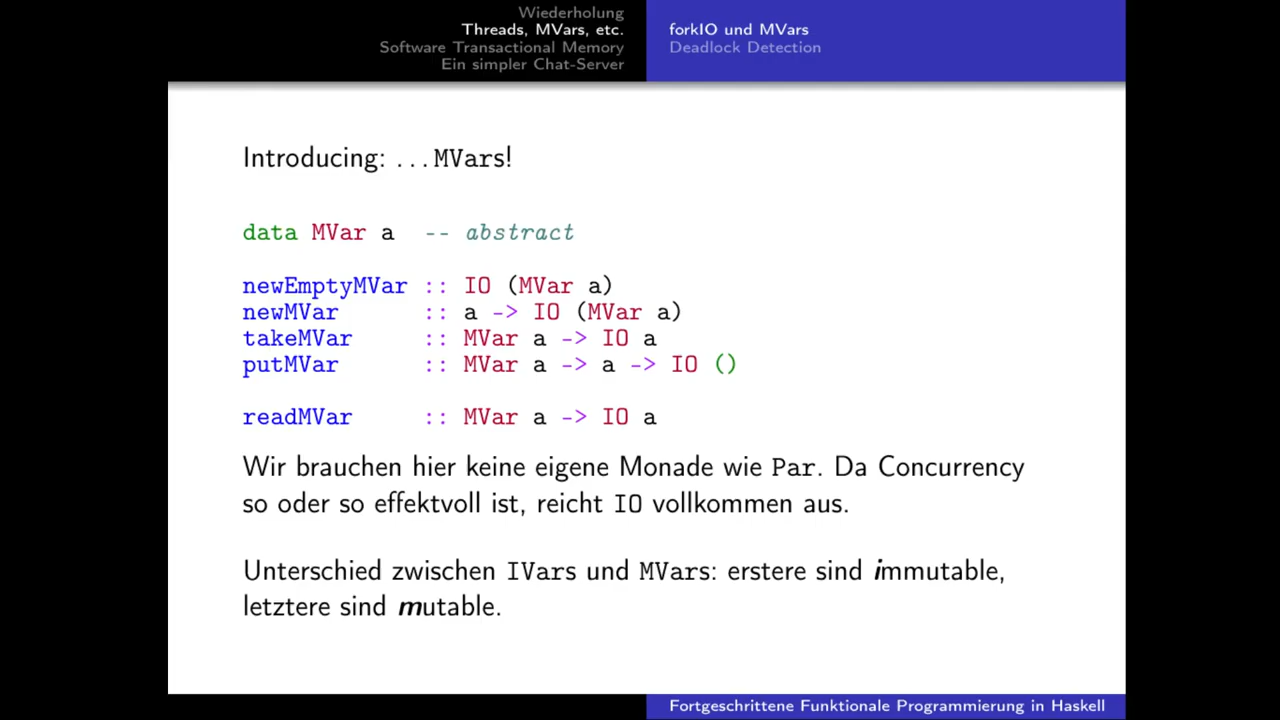 Wiederholung
Threads, MVars, etc.
Software Transactional Memory
Ein simpler Chat-Server
forkIO und MVars
Deadlock Detection
Introducing: ...MVars!
data MVar a -- abstract
newEmptyMVar :: IO (MVar a)
newMVar :: a -> IO (MVar a)
takeMVar :: MVar a -> IO a
putMVar :: MVar a -> a -> IO ()
readMVar :: MVar a -> IO a
Wir brauchen hier keine eigene Monade wie Par. Da Concurrency
so oder so effektvoll ist, reicht IO vollkommen aus.
Unterschied zwischen IVars und MVars: erstere sind immutable,
letztere sind mutable.
Fortgeschrittene Funktionale Programmierung in Haskell